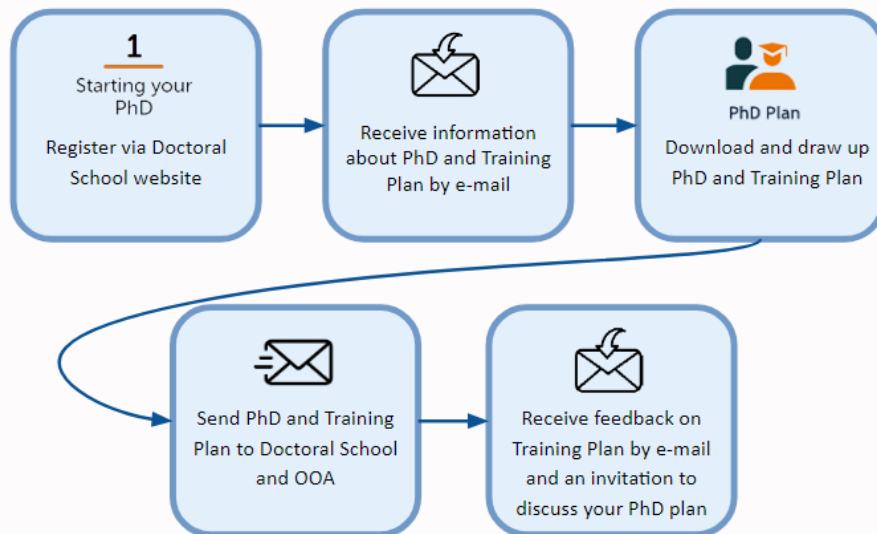 1
Starting your
PhD
Register via Doctoral
School website
Receive information
about PhD and Training
Plan by e-mail
PhD Plan
Download and draw up
PhD and Training Plan
Send PhD and Training
Plan to Doctoral School
and OOA
Receive feedback on
Training Plan by e-mail
and an invitation to
discuss your PhD plan